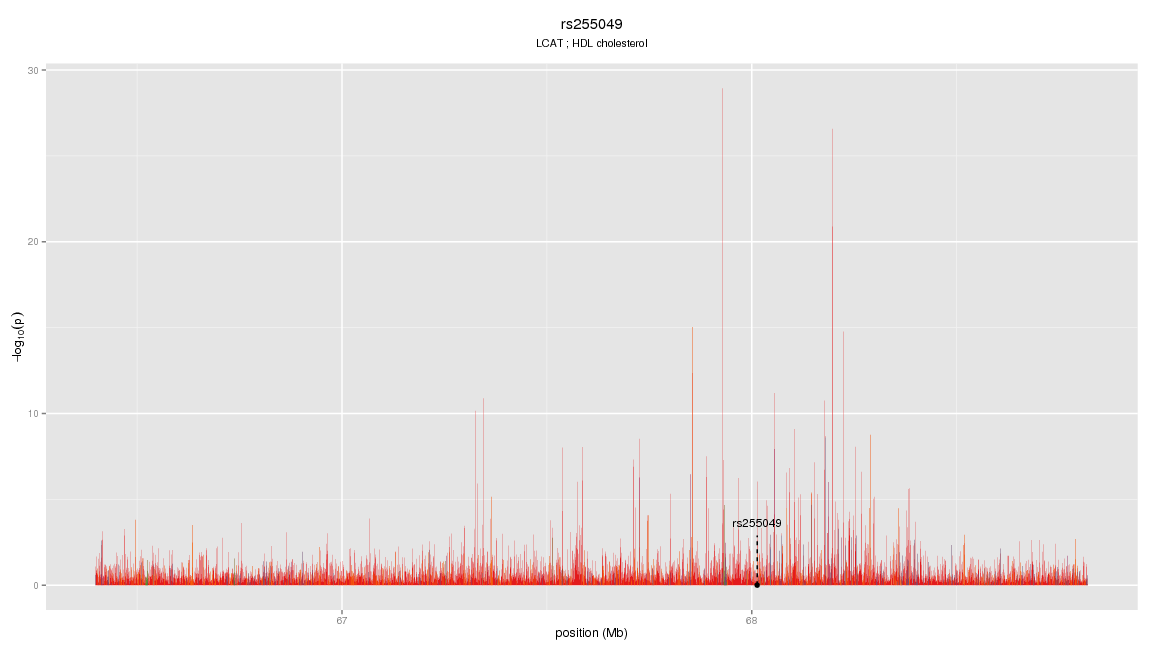 rs255049
LCAT ; HDL cholesterol
30
20
10
0
−log10(p)
rs255049
67
68
position (Mb)